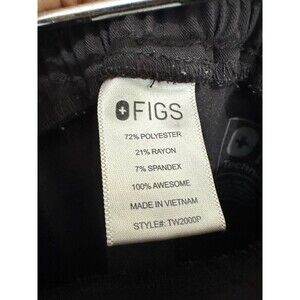 FIGS
72% POLYESTER
21% RAYON
7% SPANDEX
100% AWESOME
MADE IN VIETNAM
STYLE#: TW2000P